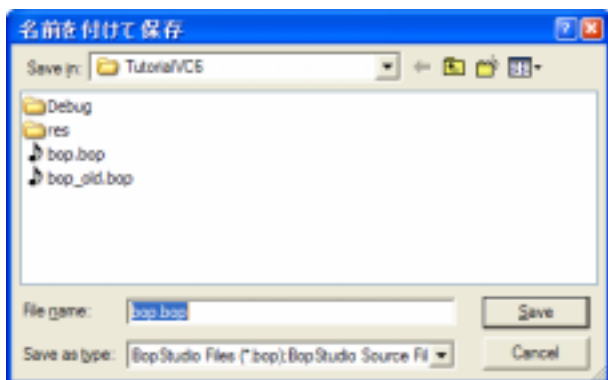 名前を付けて保存
Save in: TutorialVC6
Debug
res
bop.bop
bop_old.bop
File name: bop.bop Save
Save as type: BopStudio Files (*.bop);BopStudio Source Fil Cancel